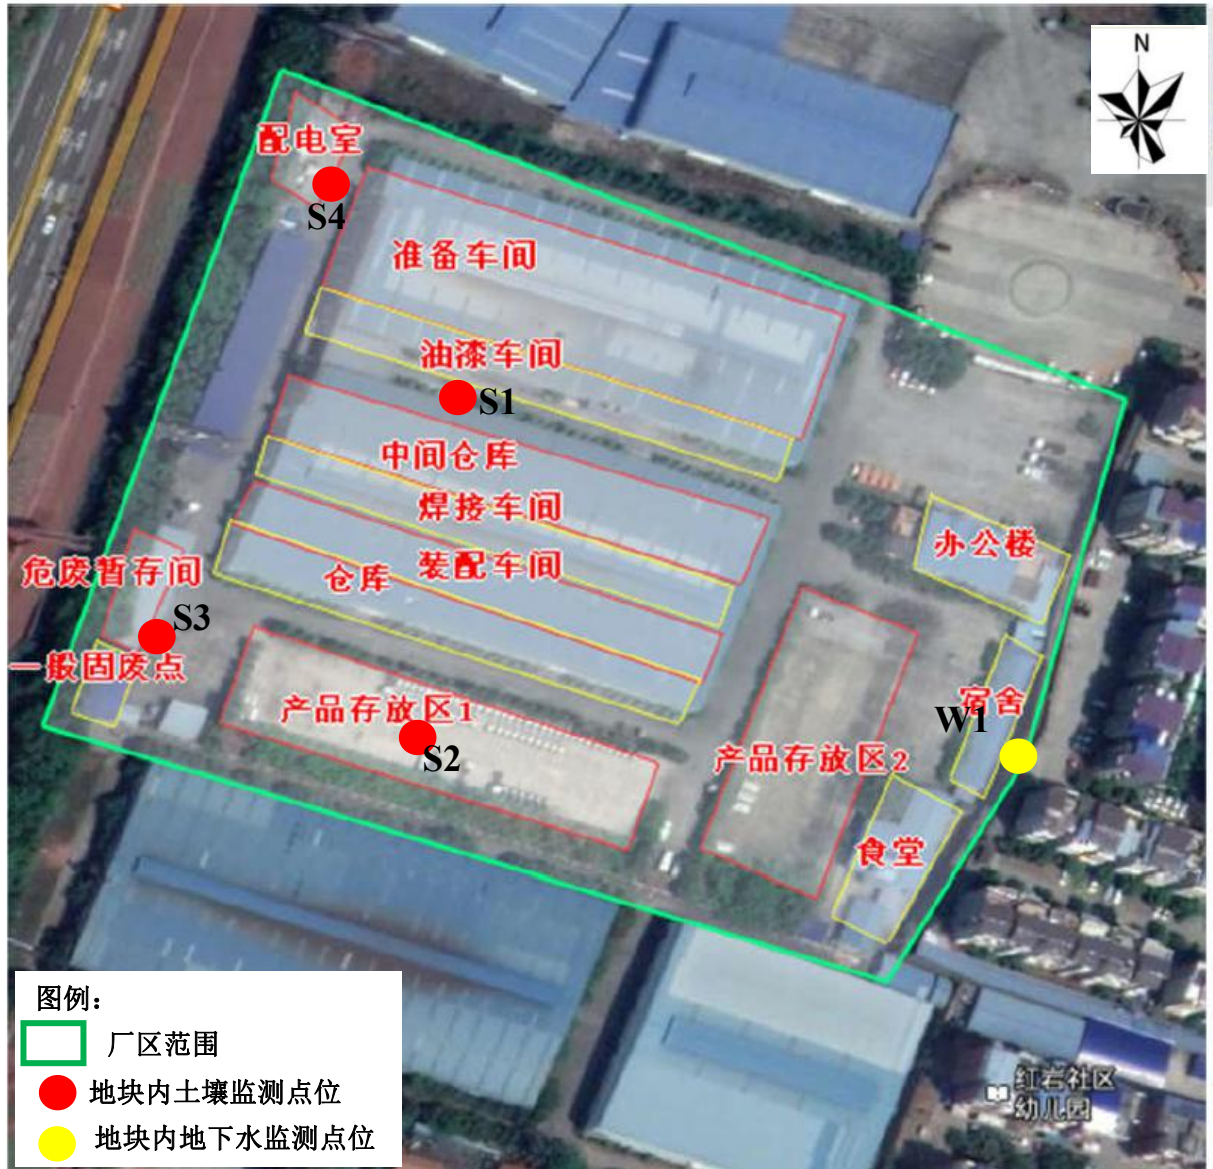 N
配电室
S4
准备车间
油漆车间
S1
中间仓库
焊接车间
办公楼
装配车间
危废暂存间
仓库
S3
一般固废点
宿舍
产品存放区1
W1
S2
产品存放区2
食堂
图例：
厂区范围
地块内土壤监测点位
地块内地下水监测点位
红岩社区
幼儿园